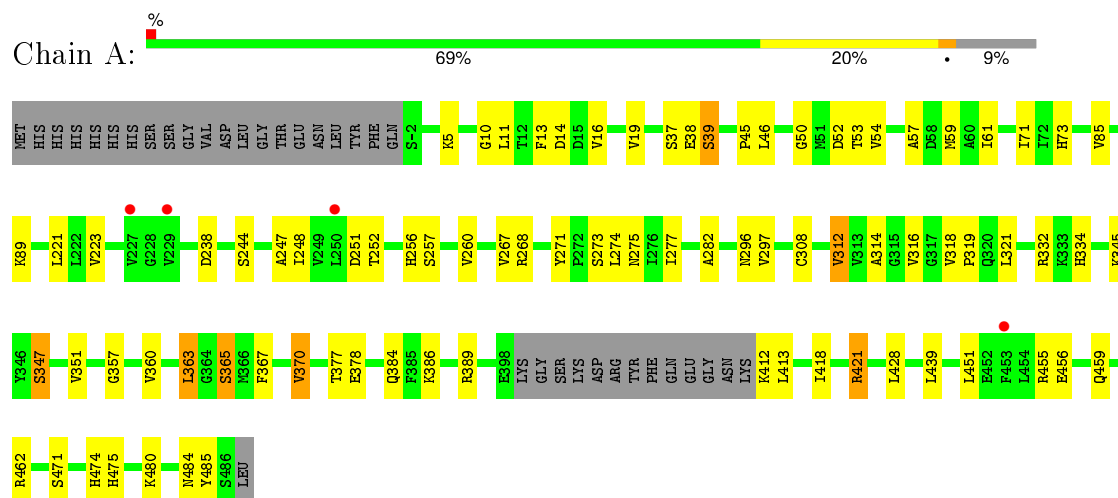 %
Chain A:
69% 20% • 9%
MET HIS HIS HIS HIS HIS HIS SER SER GLY VAL ASP LEU GLY THR GLU ASN LEU TYR PHE GLN S-2 K5 G10 L11 T12 F13 D14 D15 V16 V19 S37 E38 S39 P45 L46 G50 M51 D52 T53 V54 A57 D58 M59 A60 I61 I71 I72 H73 V85
K89 L221 L222 V223 V227 G228 V229 D238 S244 A247 I248 V249 L250 D251 T252 H256 S257 V260 V267 R268 Y271 P272 S273 L274 N275 I276 I277 A282 N296 V297 C308 V312 V313 A314 G315 V316 G317 V318 P319 Q320 L321 R332 K333 H334 K345
Y346 S347 V351 G357 V360 L363 G364 S365 M366 F367 V370 T377 E378 Q384 F385 K386 R389 E398 LYS GLY SER LYS ASP ARG TYR PHE GLN GLU GLY ASN LYS K412 L413 I418 R421 L428 L439 L451 E452 F453 L454 R455 E456 Q459
R462 S471 H474 H475 K480 N484 Y485 S486 LEU